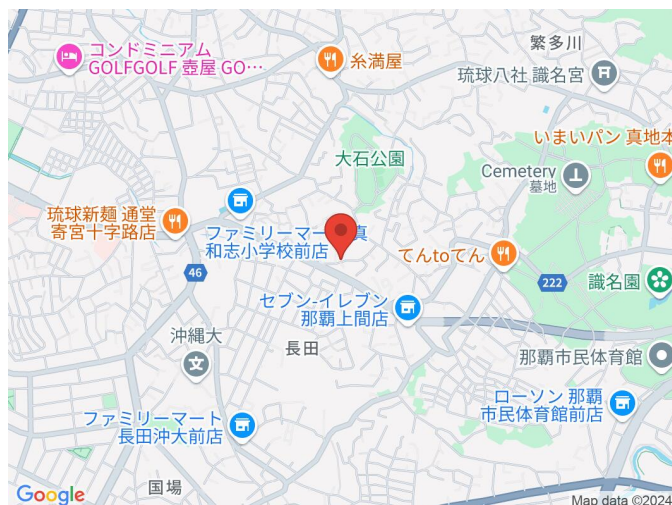 コンドミニアム
GOLFGOLF 壺屋 GO…
糸満屋
繁多川
琉球八社 識名宮
大石公園
いまいパン 真地本
Cemetery
墓地
琉球新麺 通堂
寄宮十字路店
ファミリーマート真
和志小学校前店
てんtoてん
46
222
識名園
セブン-イレブン
那覇上間店
沖縄大
長田
那覇市民体育館
ローソン 那覇
市民体育館前店
ファミリーマート
長田沖大前店
国場
Google
Map data ©2024